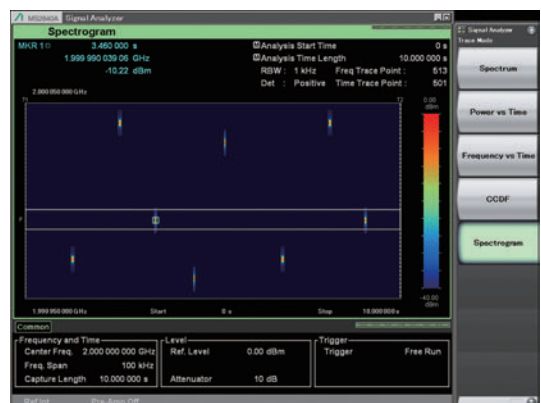 MS2840A Signal Analyzer
Spectrogram
MKR 1 3.460 000 s
1.999 990 039 06 GHz
-10.22 dBm
M Analysis Start Time 0 s
M Analysis Time Length 10.000 000 s
RBW : 1 kHz Freq Trace Point : 513
Det : Positive Time Trace Point : 501
2.000 050 000 GHz
T1 T2
0.00
dBm
F
-40.00
dBm
1.999 950 000 GHz Start 0 s Stop 10.000 000 s
Common
Frequency and Time
Center Freq. 2.000 000 000 GHz
Freq. Span 100 kHz
Capture Length 10.000 000 s
Level
Ref. Level 0.00 dBm
Attenuator 10 dB
Trigger
Trigger Free Run
Ref.Int Pre-Amp Off
Signal Analyzer
Trace Mode
Spectrum
Power vs Time
Frequency vs Time
CCDF
Spectrogram